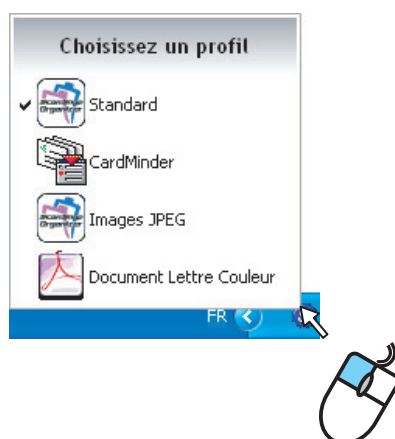 Choisissez un profil
Standard
CardMinder
Images JPEG
Document Lettre Couleur
FR